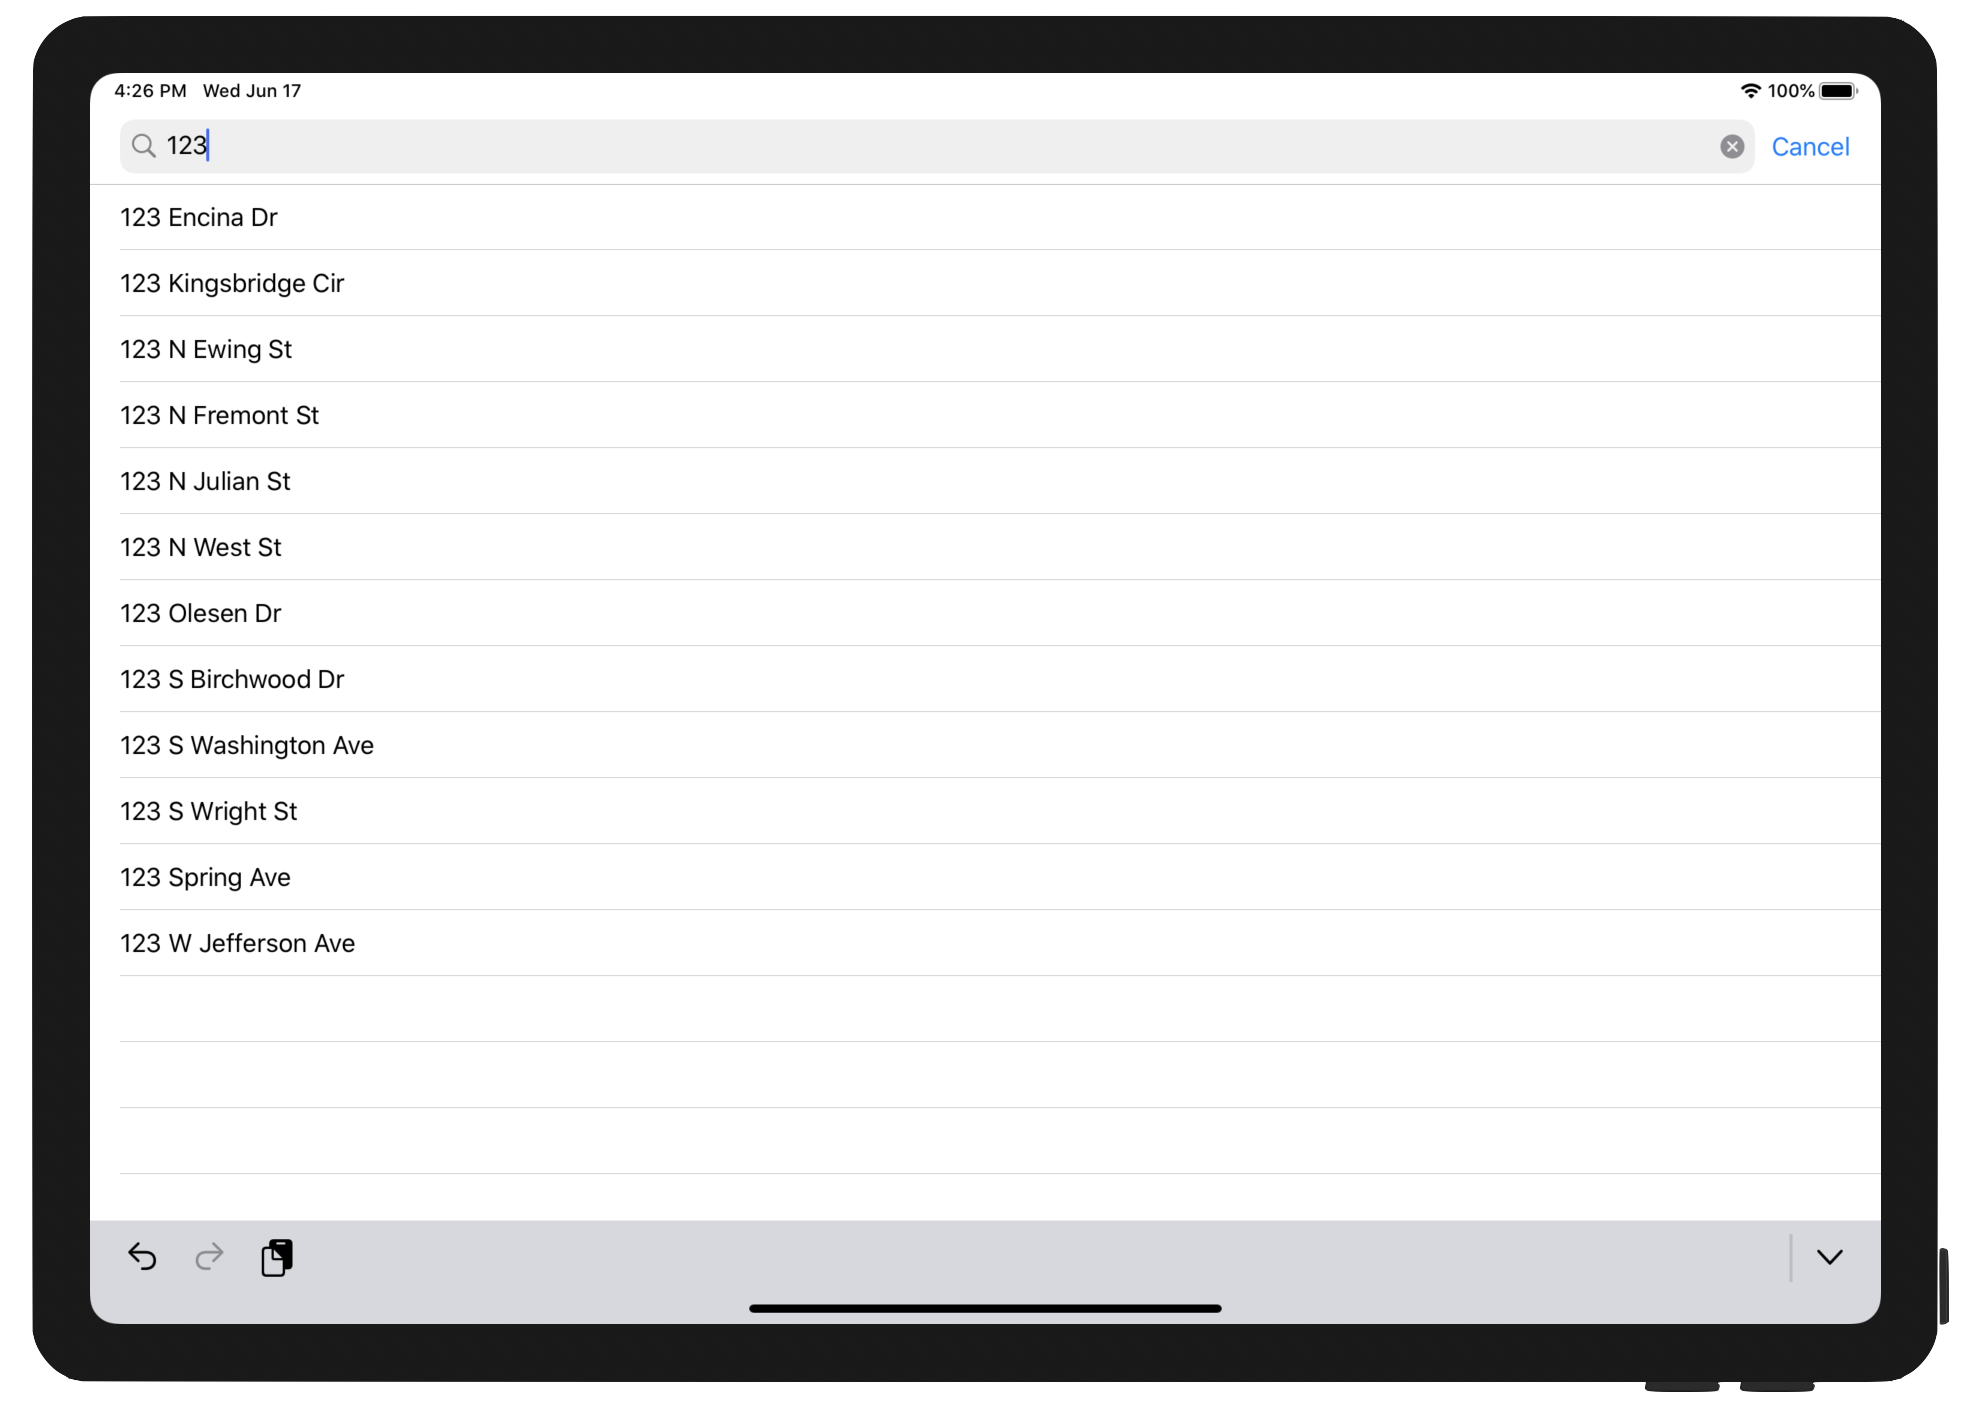 4:26 PM Wed Jun 17 100%
123 Cancel
123 Encina Dr
123 Kingsbridge Cir
123 N Ewing St
123 N Fremont St
123 N Julian St
123 N West St
123 Olesen Dr
123 S Birchwood Dr
123 S Washington Ave
123 S Wright St
123 Spring Ave
123 W Jefferson Ave